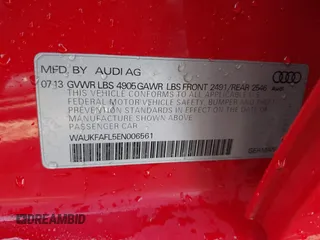 MFD. BY AUDI AG
07.13 GVWR LBS 4905 GAWR LBS FRONT 2491/REAR 2546
THIS VEHICLE CONFORMS TO ALL APPLICABLE U.S.
FEDERAL MOTOR VEHICLE SAFETY, BUMPER AND THEFT
PREVENTION STANDARDS IN EFFECT ON THE DATE
OF MANUFACTURE SHOWN ABOVE.
PASSENGER CAR
WAUKFAFL5EN006561
Audi
DREAMBID